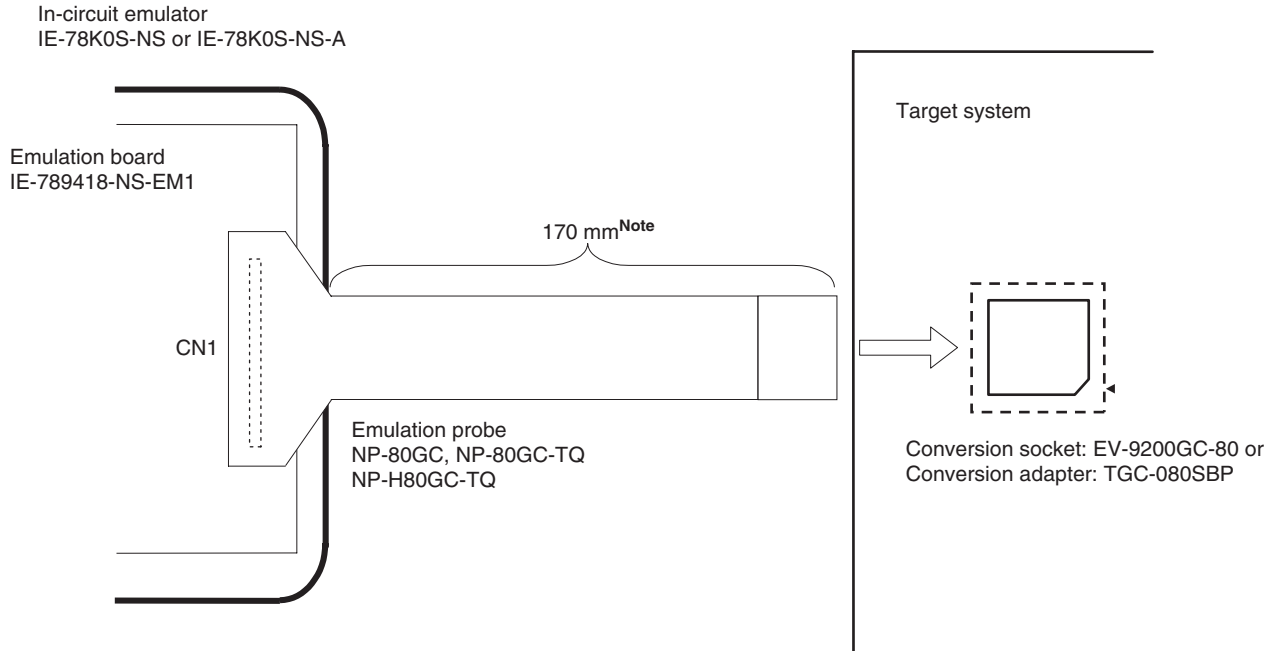 In-circuit emulator
IE-78K0S-NS or IE-78K0S-NS-A
Target system
Emulation board
IE-789418-NS-EM1
170 mmNote
CN1
Emulation probe
NP-80GC, NP-80GC-TQ
NP-H80GC-TQ
Conversion socket: EV-9200GC-80 or
Conversion adapter: TGC-080SBP